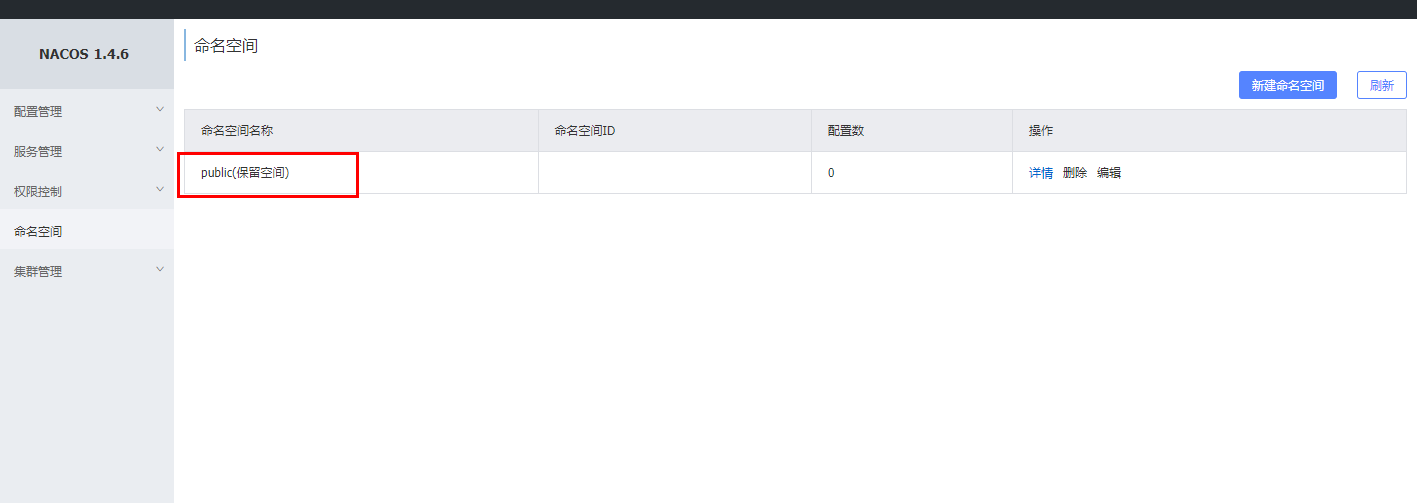 NACOS 1.4.6
配置管理
服务管理
权限控制
命名空间
集群管理
命名空间
新建命名空间 刷新
命名空间名称 命名空间ID 配置数 操作
public(保留空间) 0 详情 删除 编辑